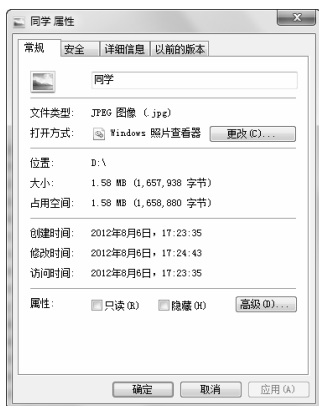 同学 属性
常规 安全 详细信息 以前的版本
同学
文件类型: JPEG 图像 (.jpg)
打开方式: Windows 照片查看器 更改(C)...
位置: D:\
大小: 1.58 MB (1,657,938 字节)
占用空间: 1.58 MB (1,658,880 字节)
创建时间: 2012年8月6日，17:23:35
修改时间: 2012年8月6日，17:24:43
访问时间: 2012年8月6日，17:23:35
属性: 只读(R) 隐藏(H) 高级(D)...
确定 取消 应用(A)